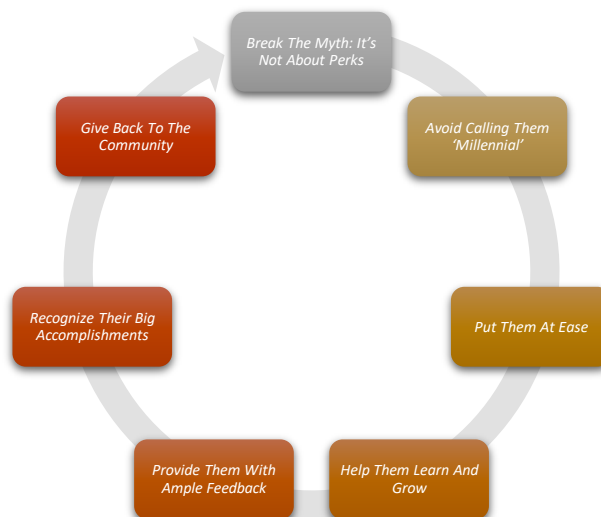 Break The Myth: It's
Not About Perks
Avoid Calling Them
‘Millennial’
Put Them At Ease
Help Them Learn And
Grow
Provide Them With
Ample Feedback
Recognize Their Big
Accomplishments
Give Back To The
Community